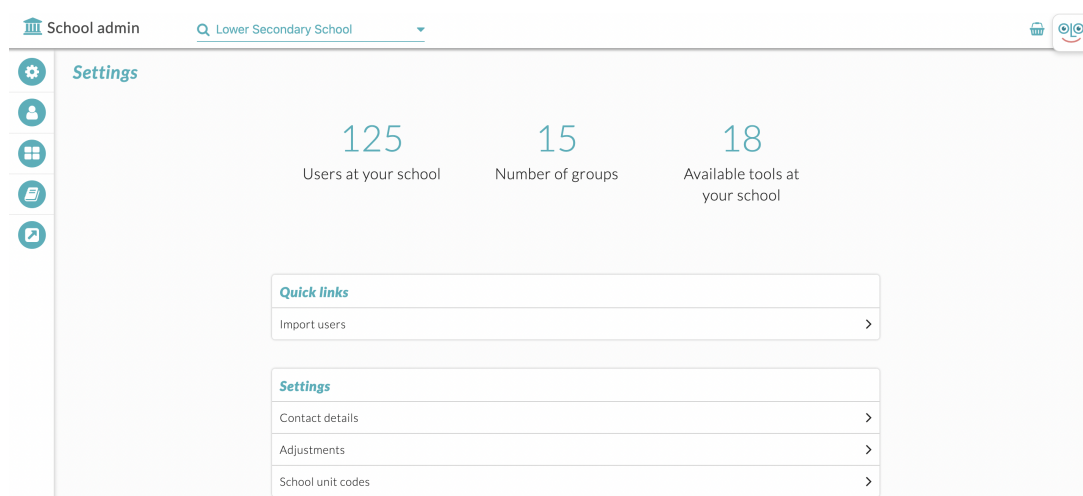 School admin
Lower Secondary School
Settings
125
Users at your school
15
Number of groups
18
Available tools at
your school
Quick links
Import users
Settings
Contact details
Adjustments
School unit codes